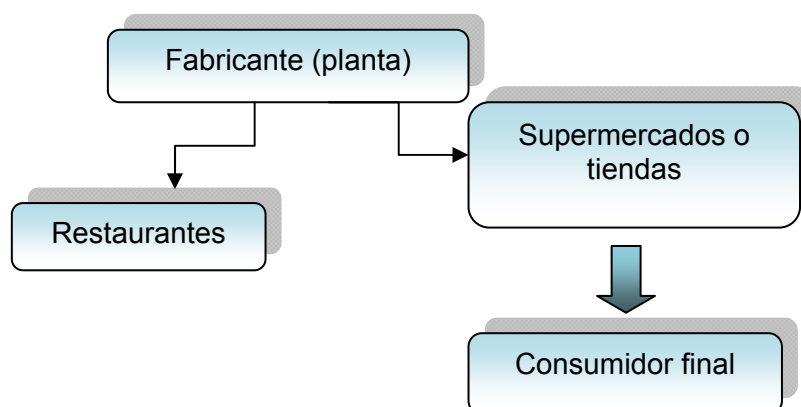 Fabricante (planta)
Supermercados o
tiendas
Restaurantes
Consumidor final